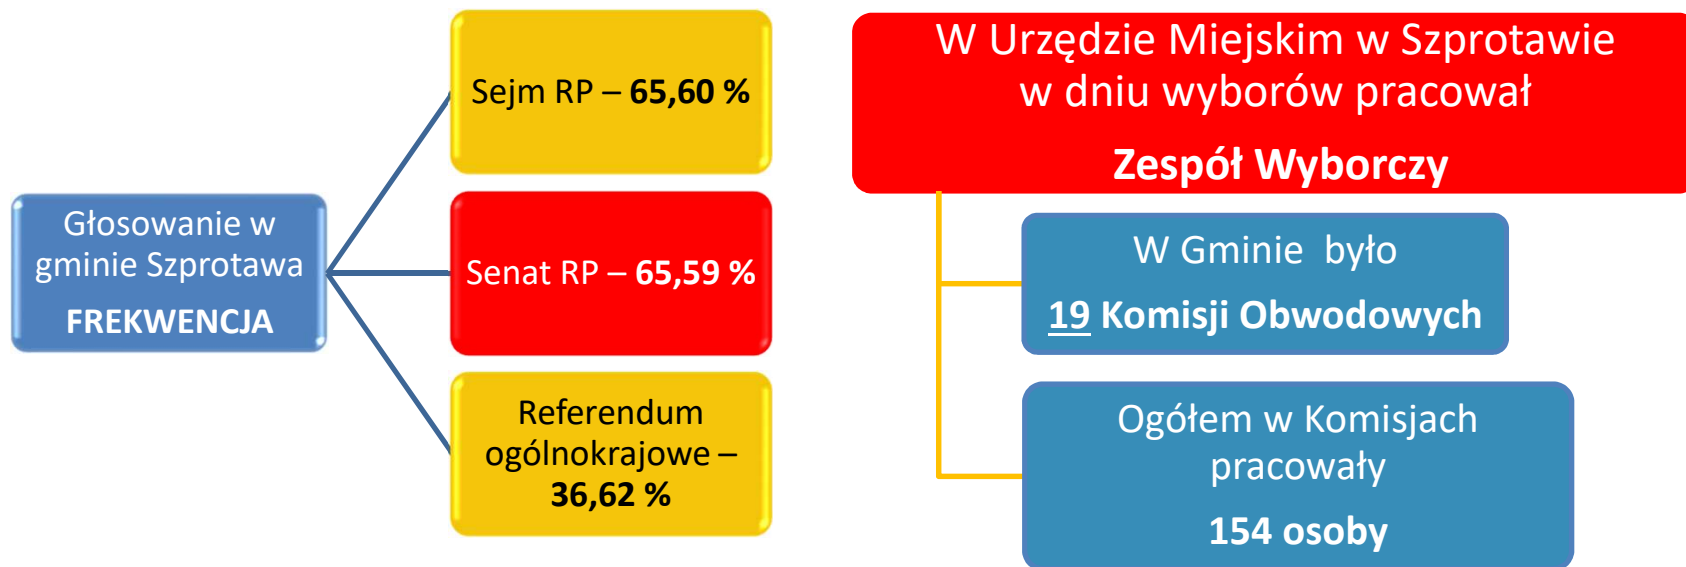 Głosowanie w
gminie Szprotawa
FREKWENCJA
Sejm RP – 65,60 %
Senat RP – 65,59 %
Referendum
ogólnokrajowe –
36,62 %
W Urzędzie Miejskim w Szprotawie
w dniu wyborów pracował
Zespół Wyborczy
W Gminie było
19 Komisji Obwodowych
Ogółem w Komisjach
pracowały
154 osoby